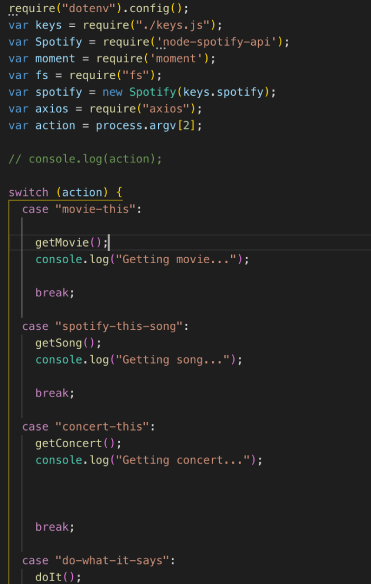 require("dotenv").config();
var keys = require("./keys.js");
var Spotify = require('node-spotify-api');
var moment = require('moment');
var fs = require("fs");
var spotify = new Spotify(keys.spotify);
var axios = require("axios");
var action = process.argv[2];
// console.log(action);
switch (action) {
case "movie-this":
getMovie();
console.log("Getting movie...");
break;
case "spotify-this-song":
getSong();
console.log("Getting song...");
break;
case "concert-this":
getConcert();
console.log("Getting concert...");
break;
case "do-what-it-says":
doIt();